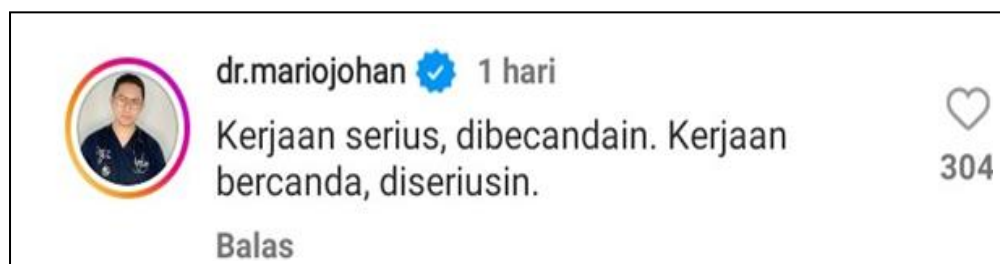 dr.mariojohan 1 hari
Kerjaan serius, dibecandain. Kerjaan
bercanda, diseriusin.
304
Balas